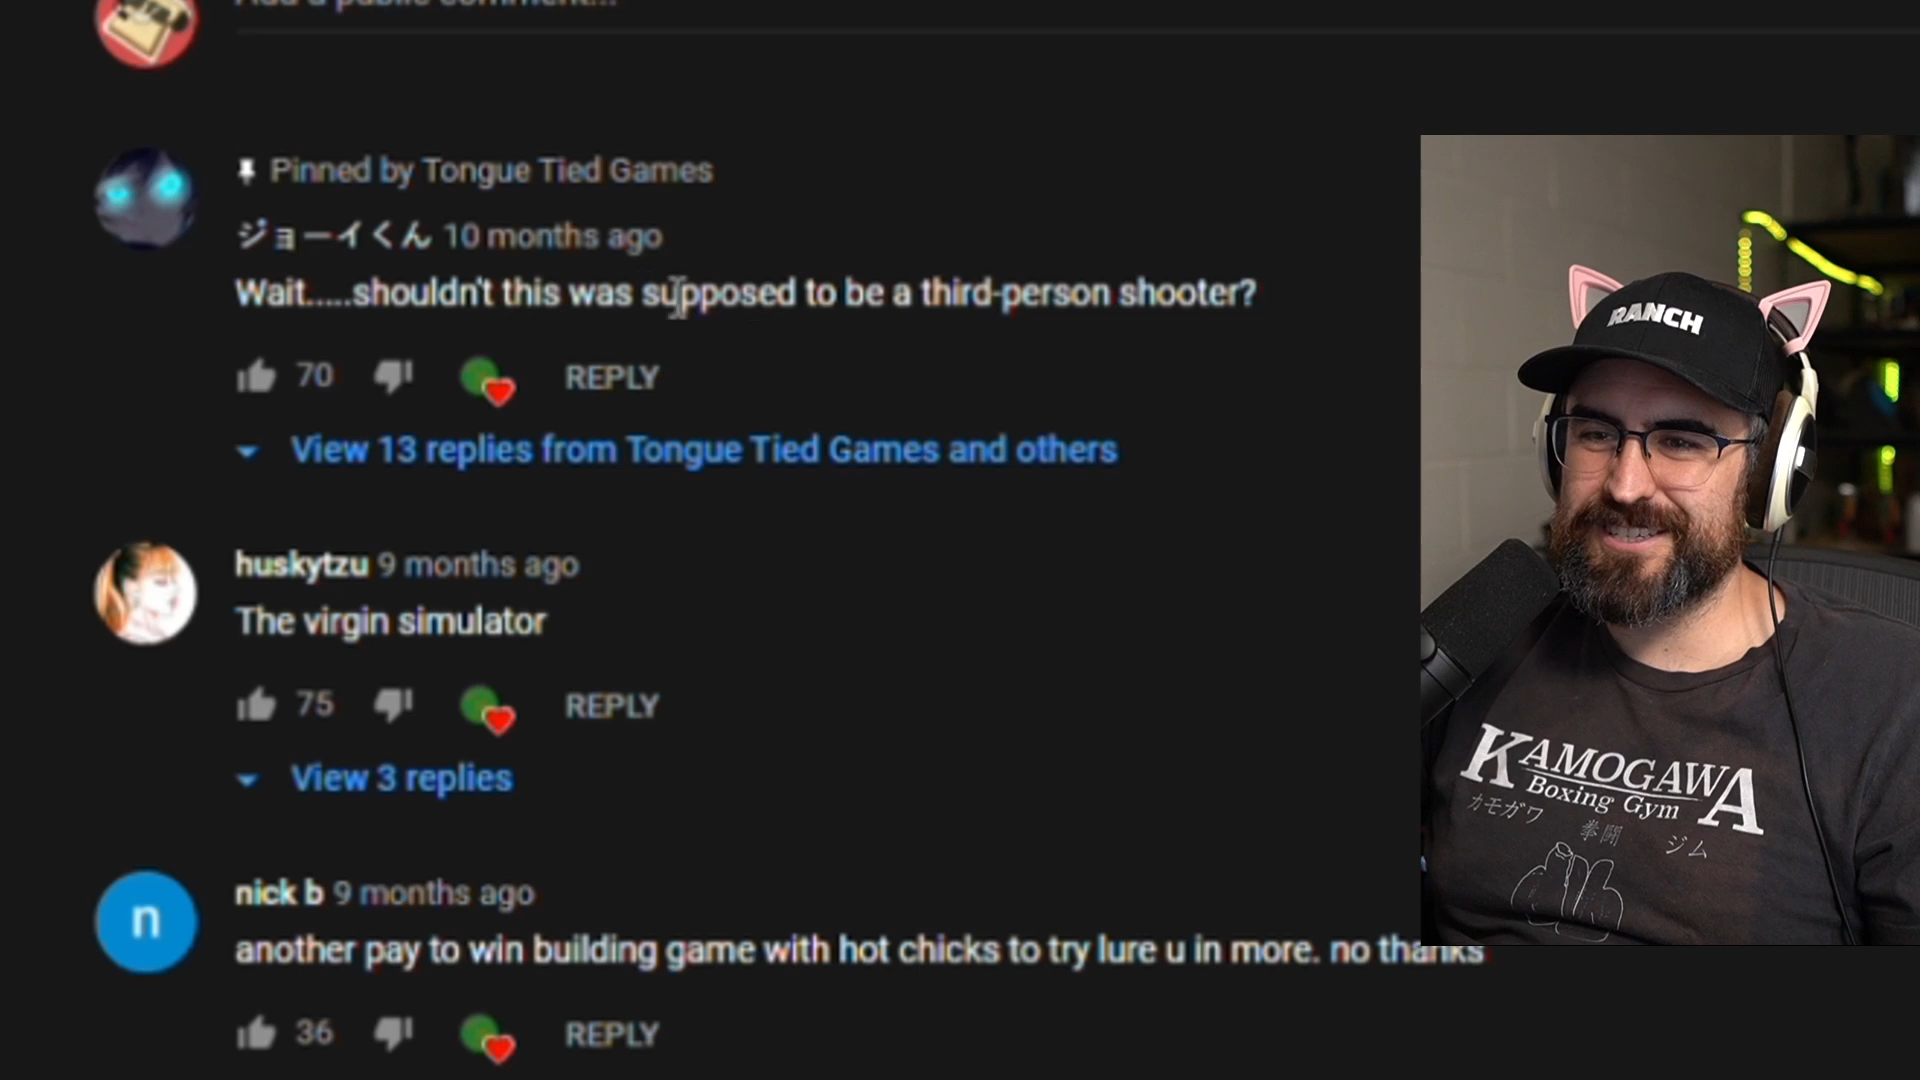 Add a public comment...
Pinned by Tongue Tied Games
ジョーイくん 10 months ago
Wait.....shouldn't this was supposed to be a third-person shooter?
70 REPLY
View 13 replies from Tongue Tied Games and others
huskytzu 9 months ago
The virgin simulator
75 REPLY
View 3 replies
n
nick b 9 months ago
another pay to win building game with hot chicks to try lure u in more. no thanks
36 REPLY
RANCH
KAMOGAWA
Boxing Gym
カモガワ 拳闘 ジム